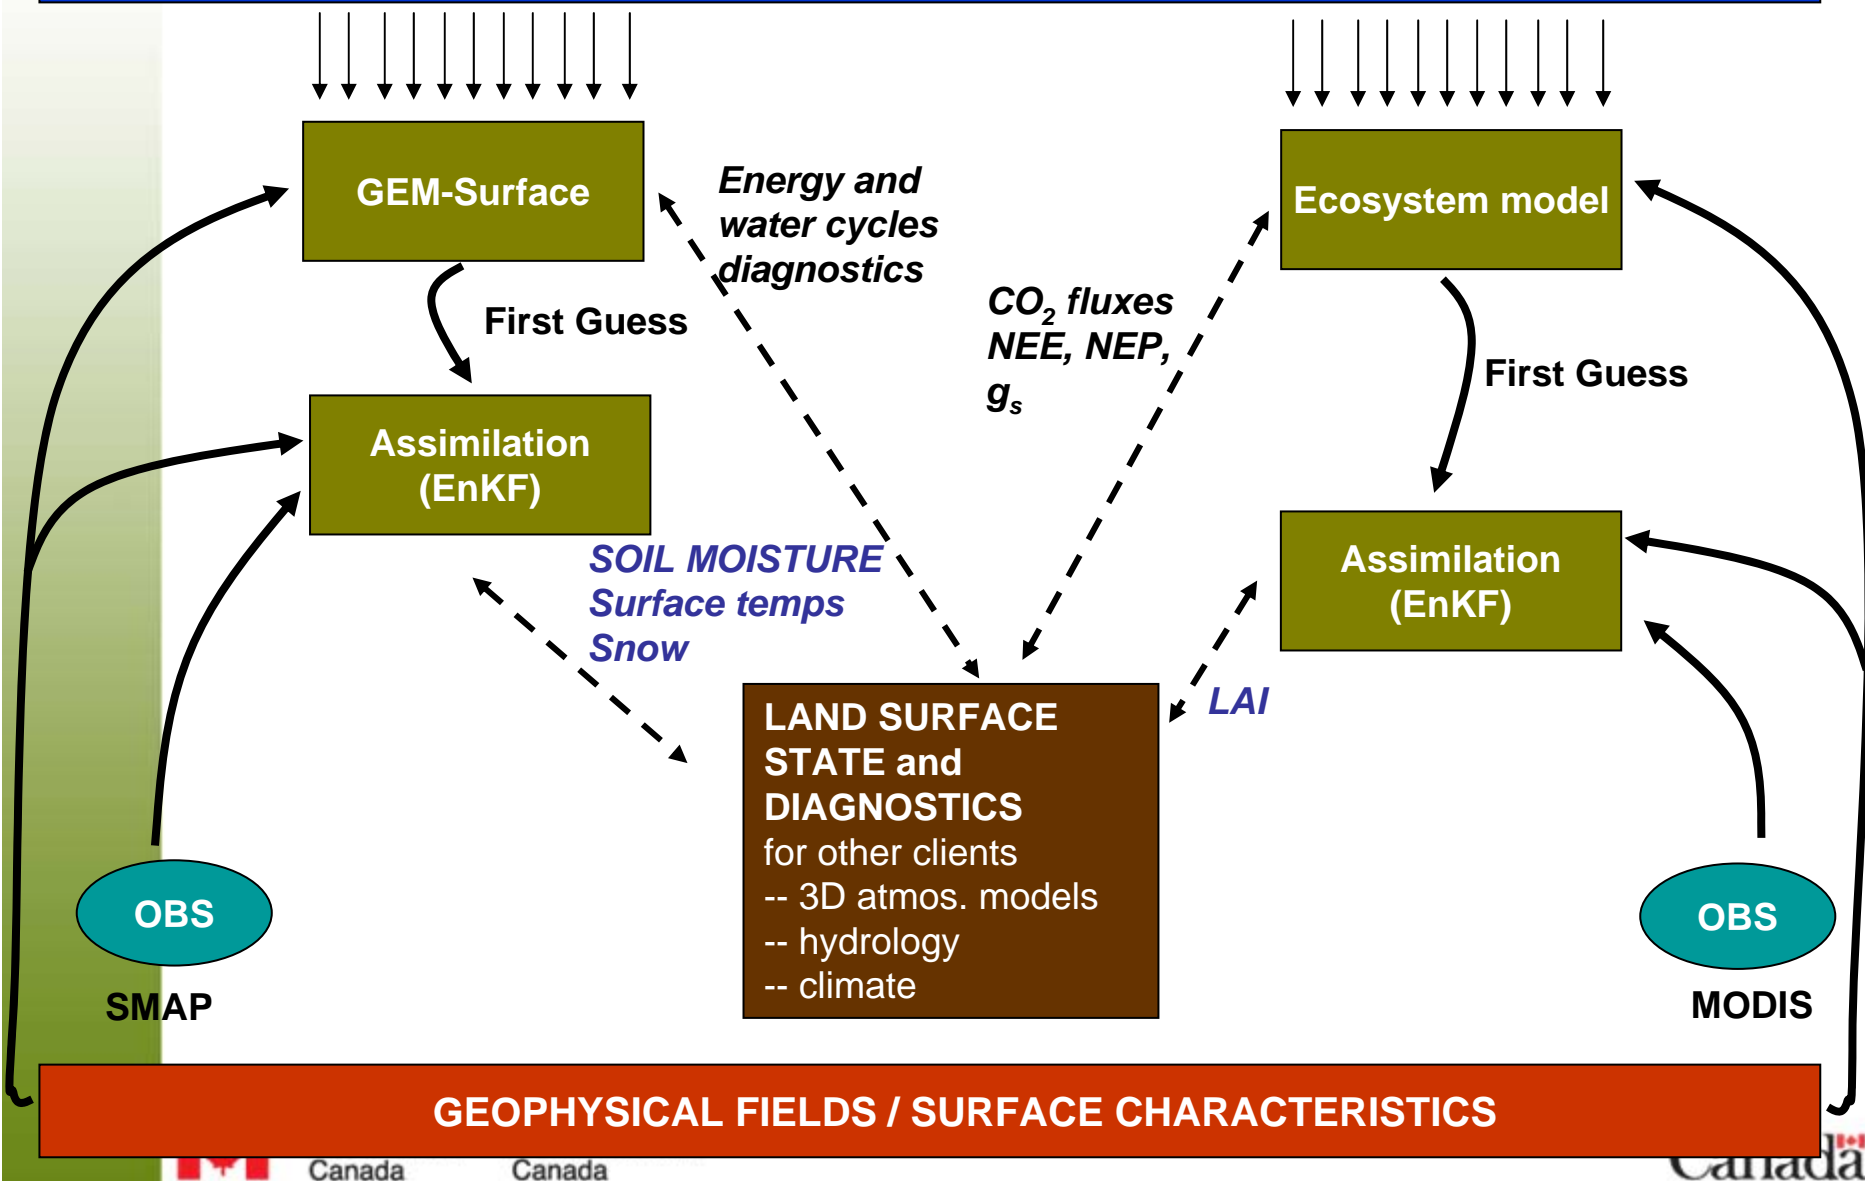 GEM-Surface
Energy and
water cycles
diagnostics
Ecosystem model
CO2 fluxes
NEE, NEP,
gs
First Guess
First Guess
Assimilation
(EnKF)
SOIL MOISTURE
Surface temps
Snow
Assimilation
(EnKF)
LAI
LAND SURFACE
STATE and
DIAGNOSTICS
for other clients
-- 3D atmos. models
-- hydrology
-- climate
OBS
SMAP
OBS
MODIS
GEOPHYSICAL FIELDS / SURFACE CHARACTERISTICS
Canada Canada
Canada